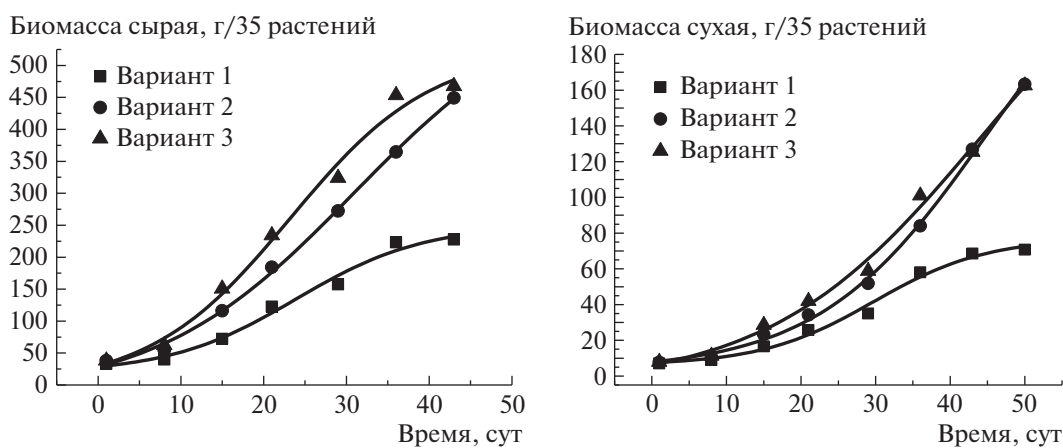 Биомасса сырая, г/35 растений
500
450
400
350
300
250
200
150
100
50
0
Вариант 1
Вариант 2
Вариант 3
0 10 20 30 40 50
Время, сут
Биомасса сухая, г/35 растений
180
160
140
120
100
80
60
40
20
0
Вариант 1
Вариант 2
Вариант 3
0 10 20 30 40 50
Время, сут